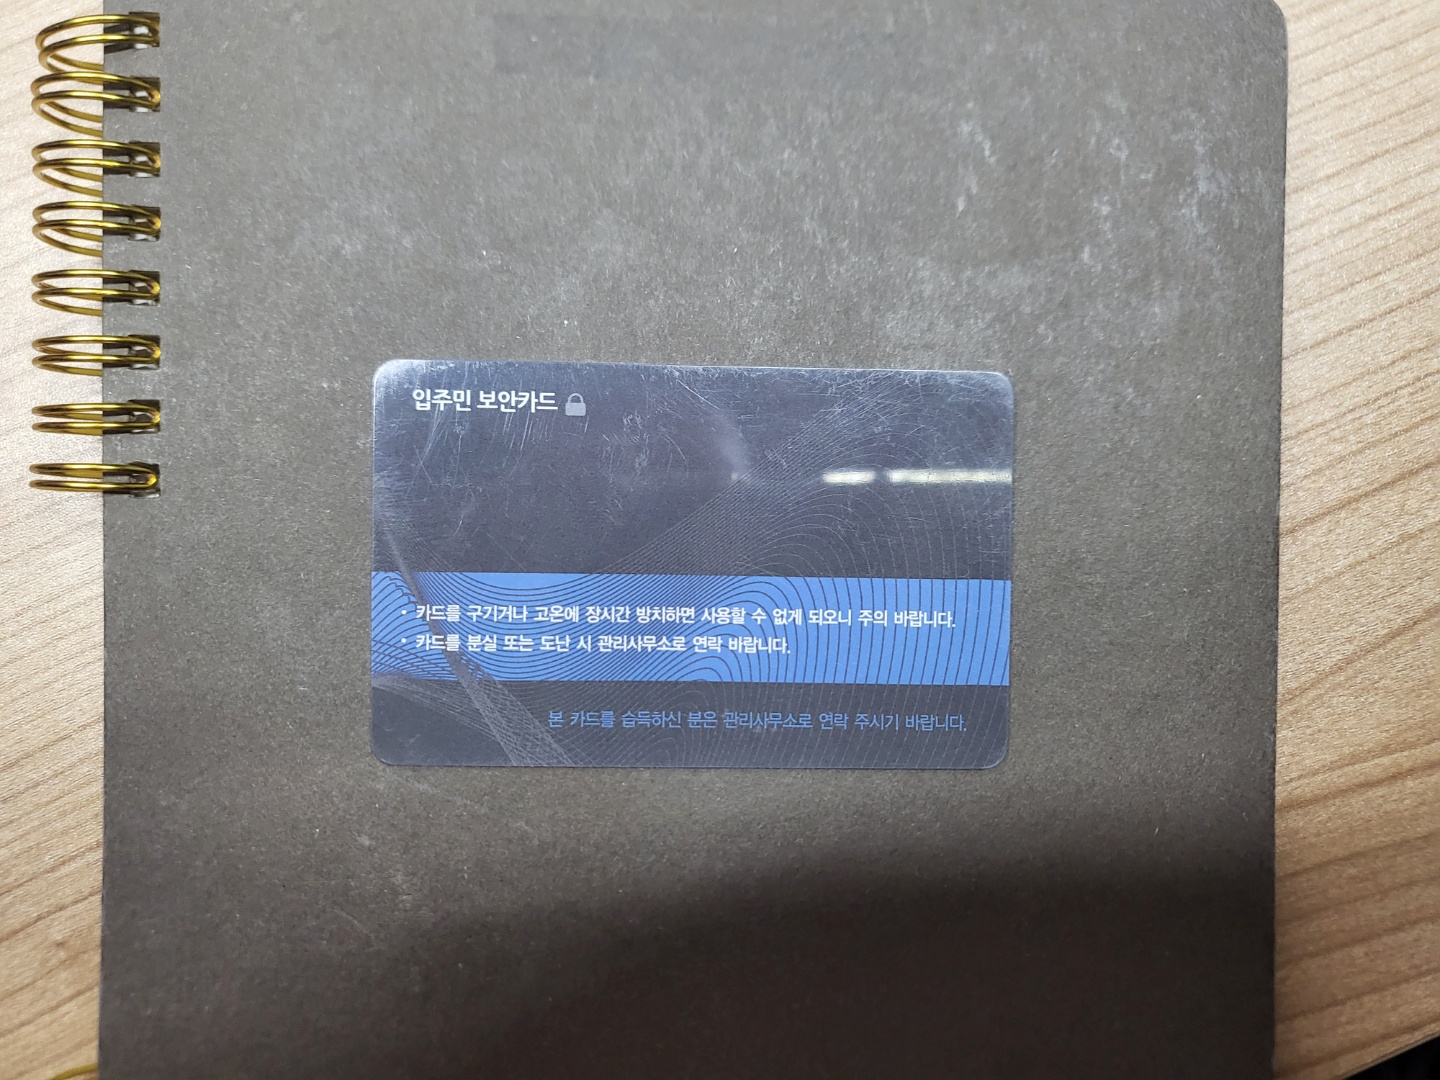 입주민 보안카드
• 카드를 구기거나 고온에 장시간 방치하면 사용할 수 없게 되오니 주의 바랍니다.
• 카드를 분실 또는 도난 시 관리사무소로 연락 바랍니다.
본 카드를 습득하신 분은 관리사무소로 연락 주시기 바랍니다.